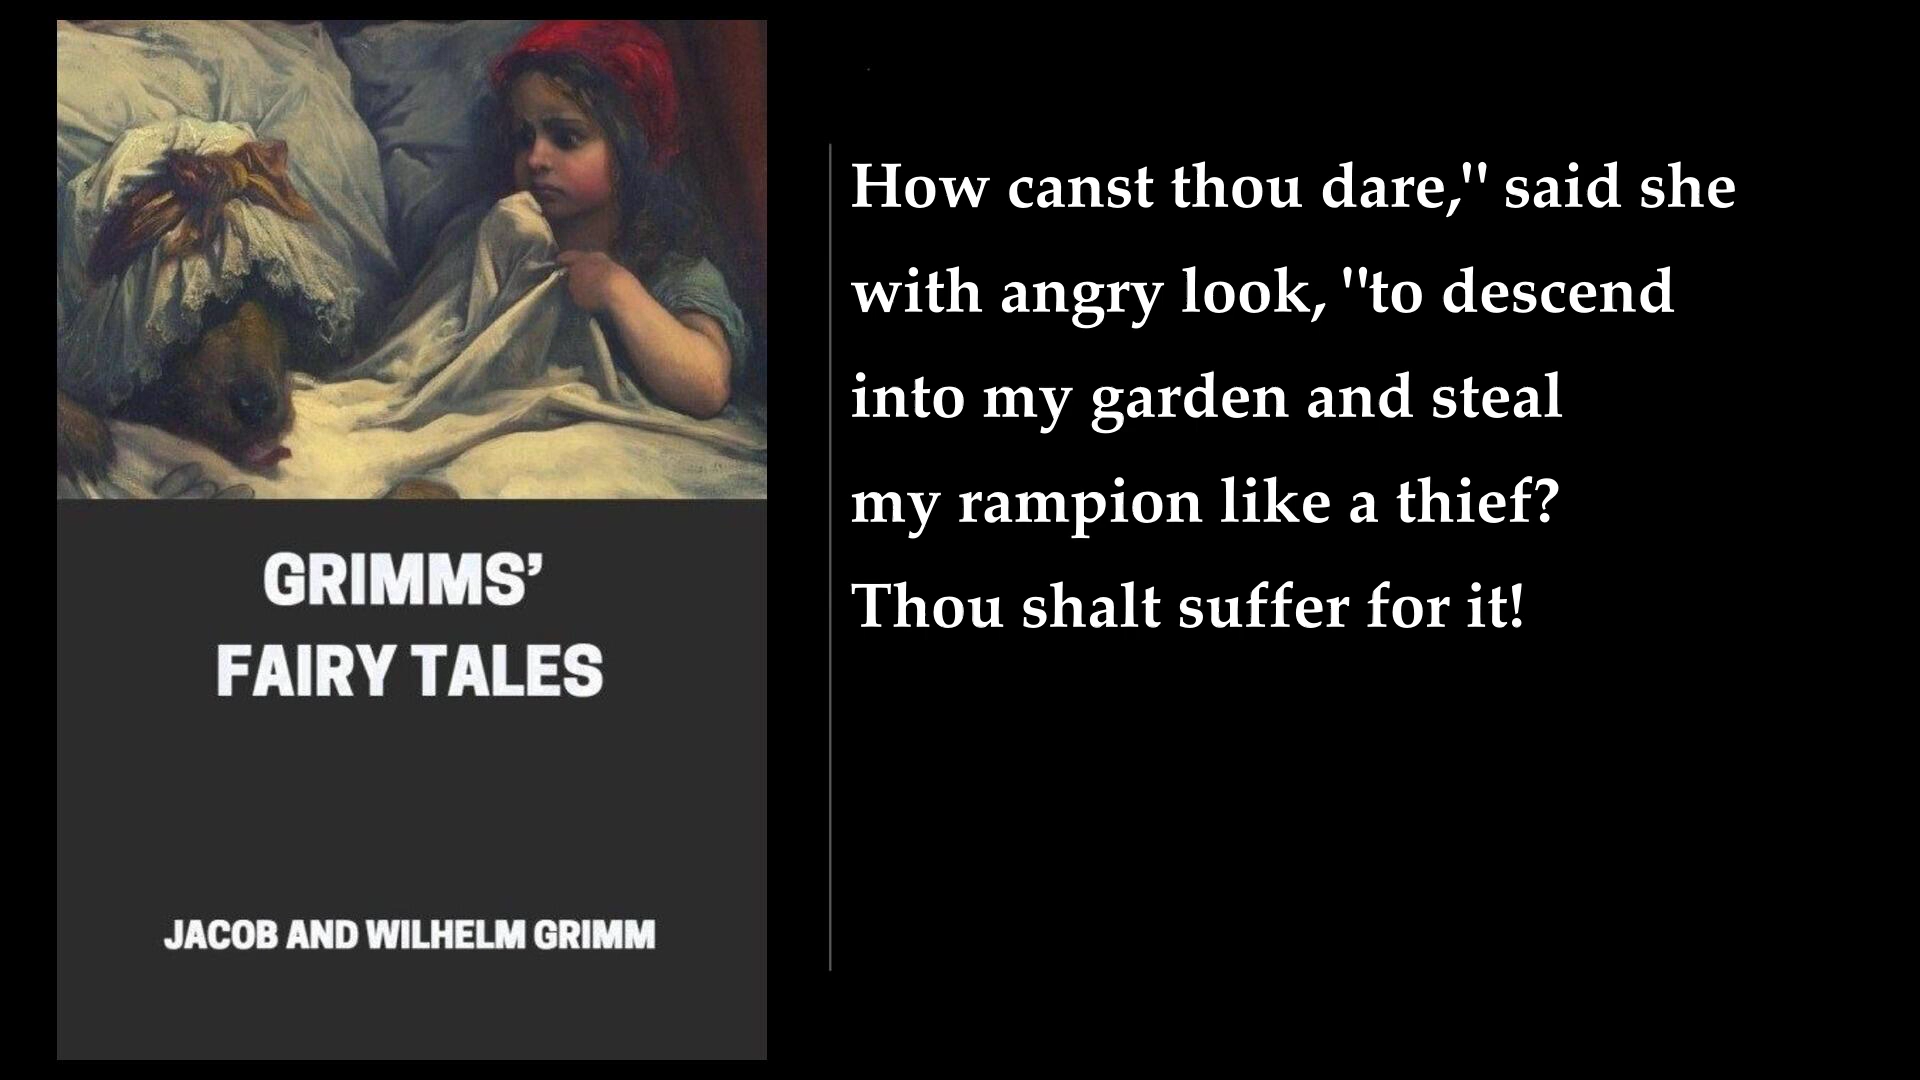 GRIMMS’
FAIRY TALES
JACOB AND WILHELM GRIMM
How canst thou dare," said she
with angry look, "to descend
into my garden and steal
my rampion like a thief?
Thou shalt suffer for it!